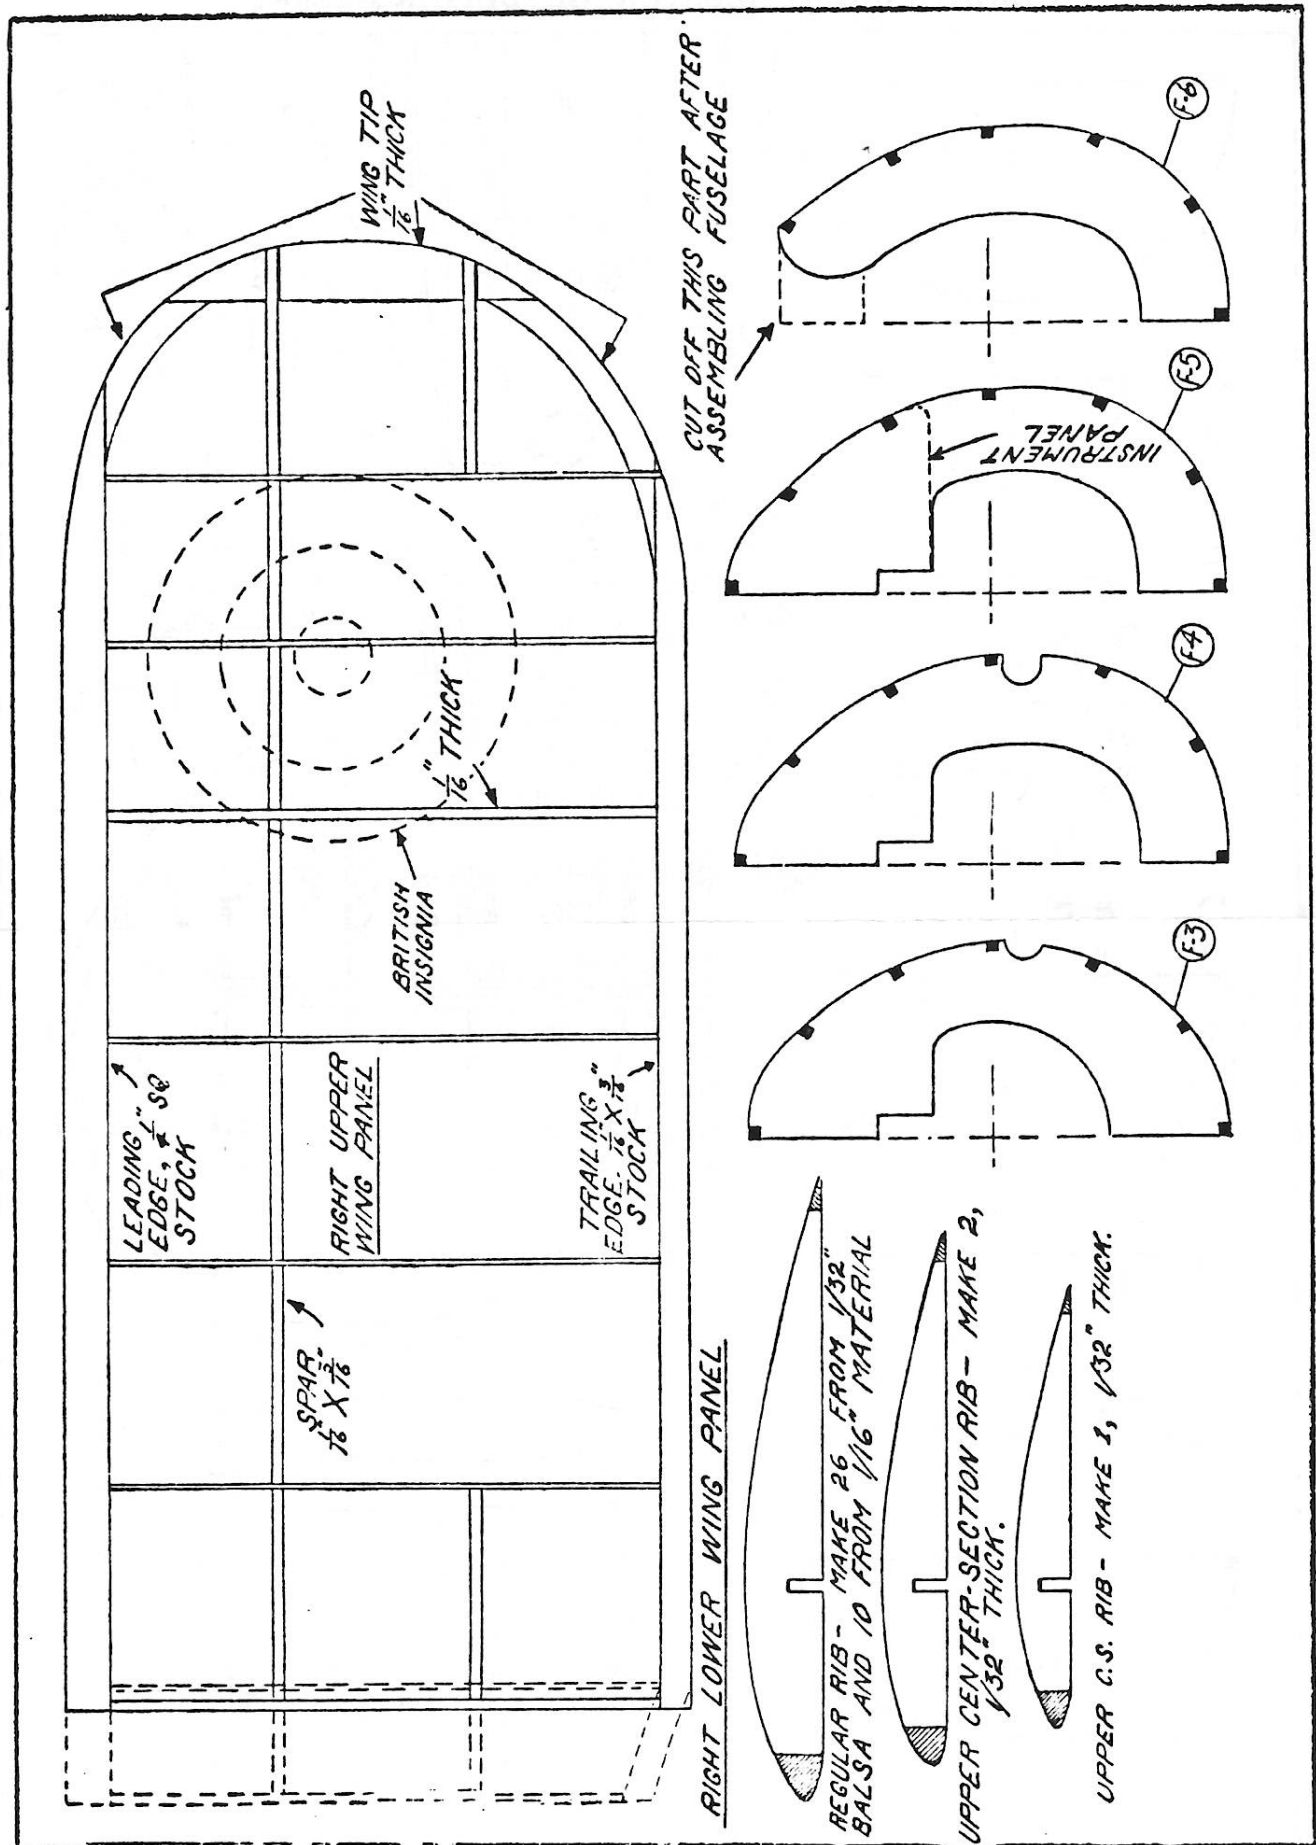 WING TIP
1/16" THICK
LEADING
EDGE, 1/4" SQ
STOCK
BRITISH
INSIGNIA
1/16" THICK
SPAR
1/16" X 3/16"
RIGHT UPPER
WING PANEL
TRAILING
EDGE- 1/16 X 3/16"
STOCK
RIGHT LOWER WING PANEL
REGULAR RIB- MAKE 26 FROM 1/32"
BALSA AND 10 FROM 1/16" MATERIAL
UPPER CENTER-SECTION RIB- MAKE 2,
1/32" THICK.
UPPER C.S. RIB- MAKE 1, 1/32" THICK.
CUT OFF THIS PART AFTER
ASSEMBLING FUSELAGE
INSTRUMENT
PANEL
F-3
F-4
F-5
F-6